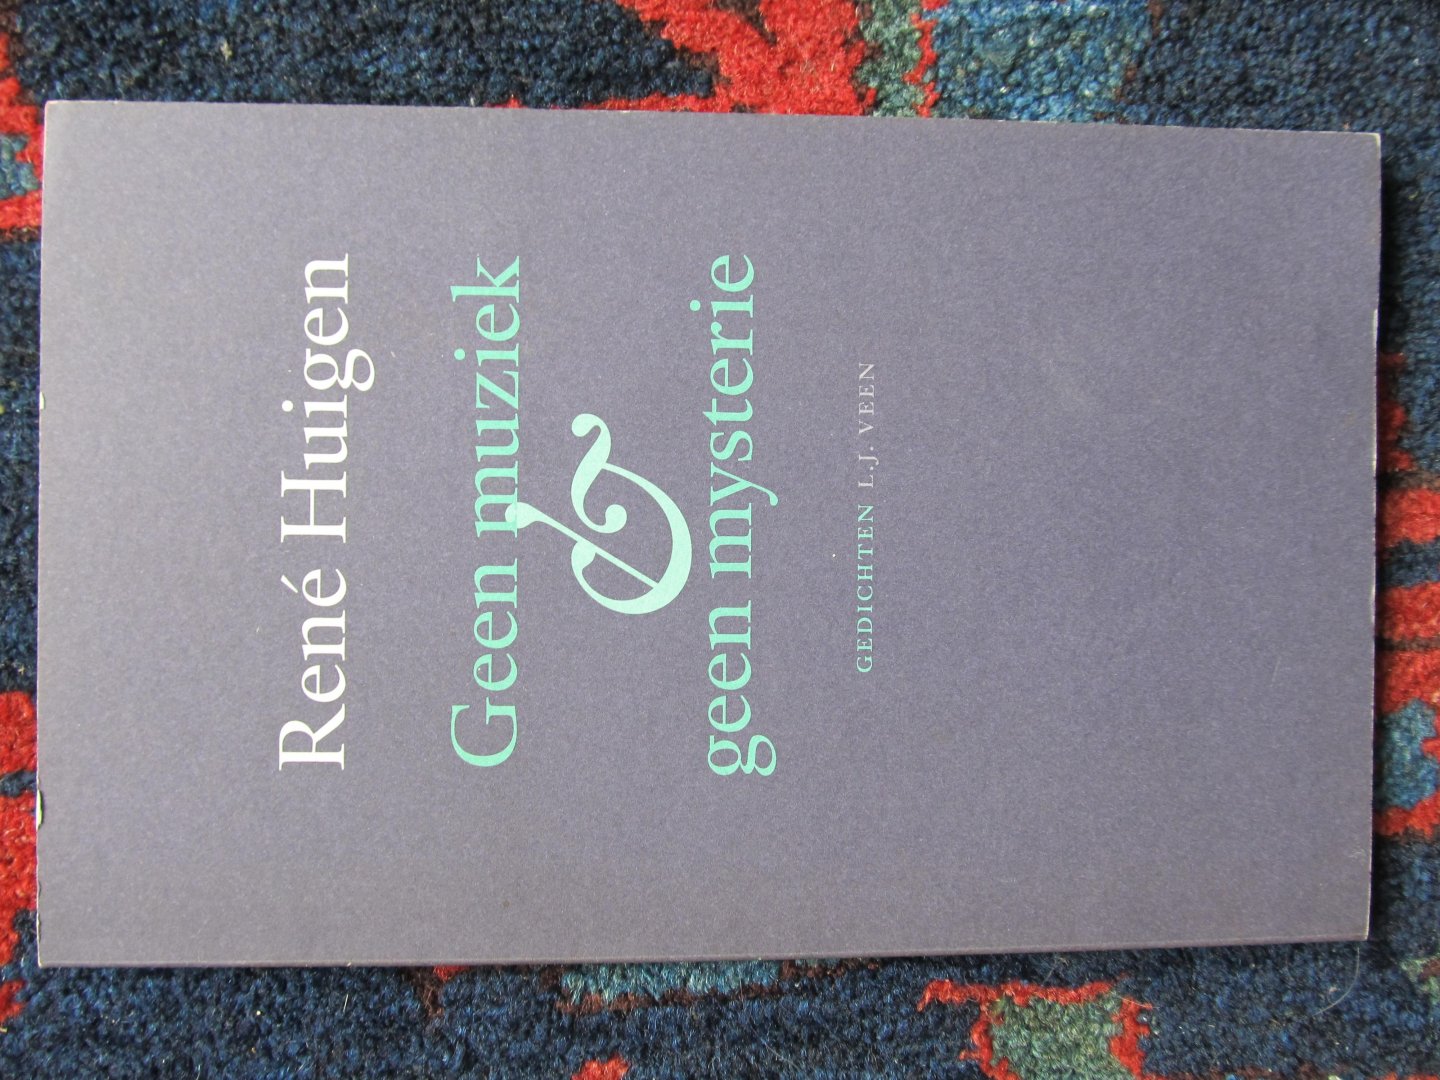 René Huigen
Geen muziek
&
geen mysterie
GEDICHTEN L.J. VEEN